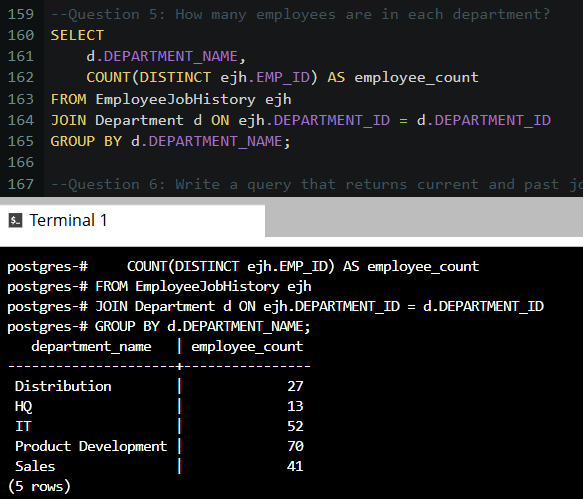 159 --Question 5: How many employees are in each department?
160 SELECT
161     d.DEPARTMENT_NAME,
162     COUNT(DISTINCT ejh.EMP_ID) AS employee_count
163 FROM EmployeeJobHistory ejh
164 JOIN Department d ON ejh.DEPARTMENT_ID = d.DEPARTMENT_ID
165 GROUP BY d.DEPARTMENT_NAME;
166
167 --Question 6: Write a query that returns current and past jo
$_ Terminal 1
postgres-#     COUNT(DISTINCT ejh.EMP_ID) AS employee_count
postgres-# FROM EmployeeJobHistory ejh
postgres-# JOIN Department d ON ejh.DEPARTMENT_ID = d.DEPARTMENT_ID
postgres-# GROUP BY d.DEPARTMENT_NAME;
   department_name   | employee_count
---------------------+----------------
 Distribution        |             27
 HQ                  |             13
 IT                  |             52
 Product Development |             70
 Sales               |             41
(5 rows)